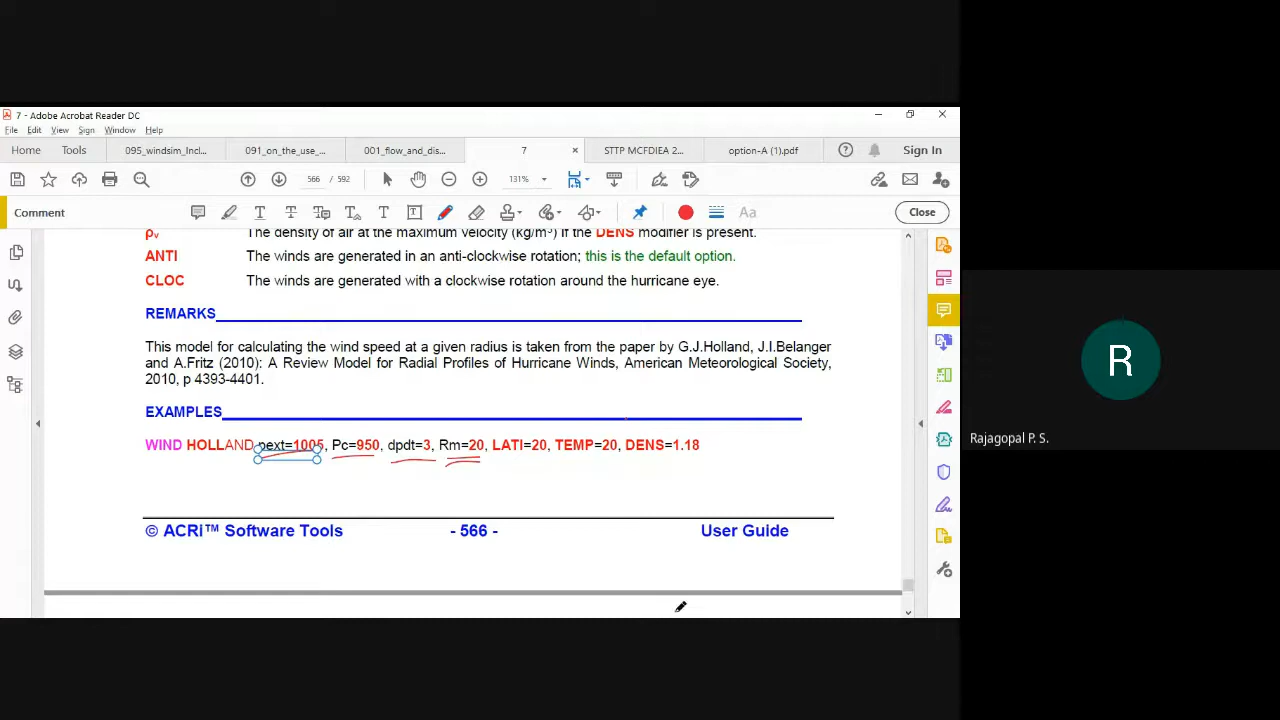 7 - Adobe Acrobat Reader DC
File Edit View Sign Window Help
Home Tools 095_windsim_Incl... 091_on_the_use_... 001_flow_and_dis... 7 STTP MCFDIEA 2... option-A (1).pdf Sign In
566 / 592 131%
Comment Aa Close
ρv The density of air at the maximum velocity (kg/m³) if the DENS modifier is present.
ANTI The winds are generated in an anti-clockwise rotation; this is the default option.
CLOC The winds are generated with a clockwise rotation around the hurricane eye.
REMARKS
This model for calculating the wind speed at a given radius is taken from the paper by G.J.Holland, J.I.Belanger
and A.Fritz (2010): A Review Model for Radial Profiles of Hurricane Winds, American Meteorological Society,
2010, p 4393-4401.
EXAMPLES
WIND HOLLAND pext=1005, Pc=950, dpdt=3, Rm=20, LATI=20, TEMP=20, DENS=1.18
© ACRi™ Software Tools - 566 - User Guide
R
Rajagopal P. S.